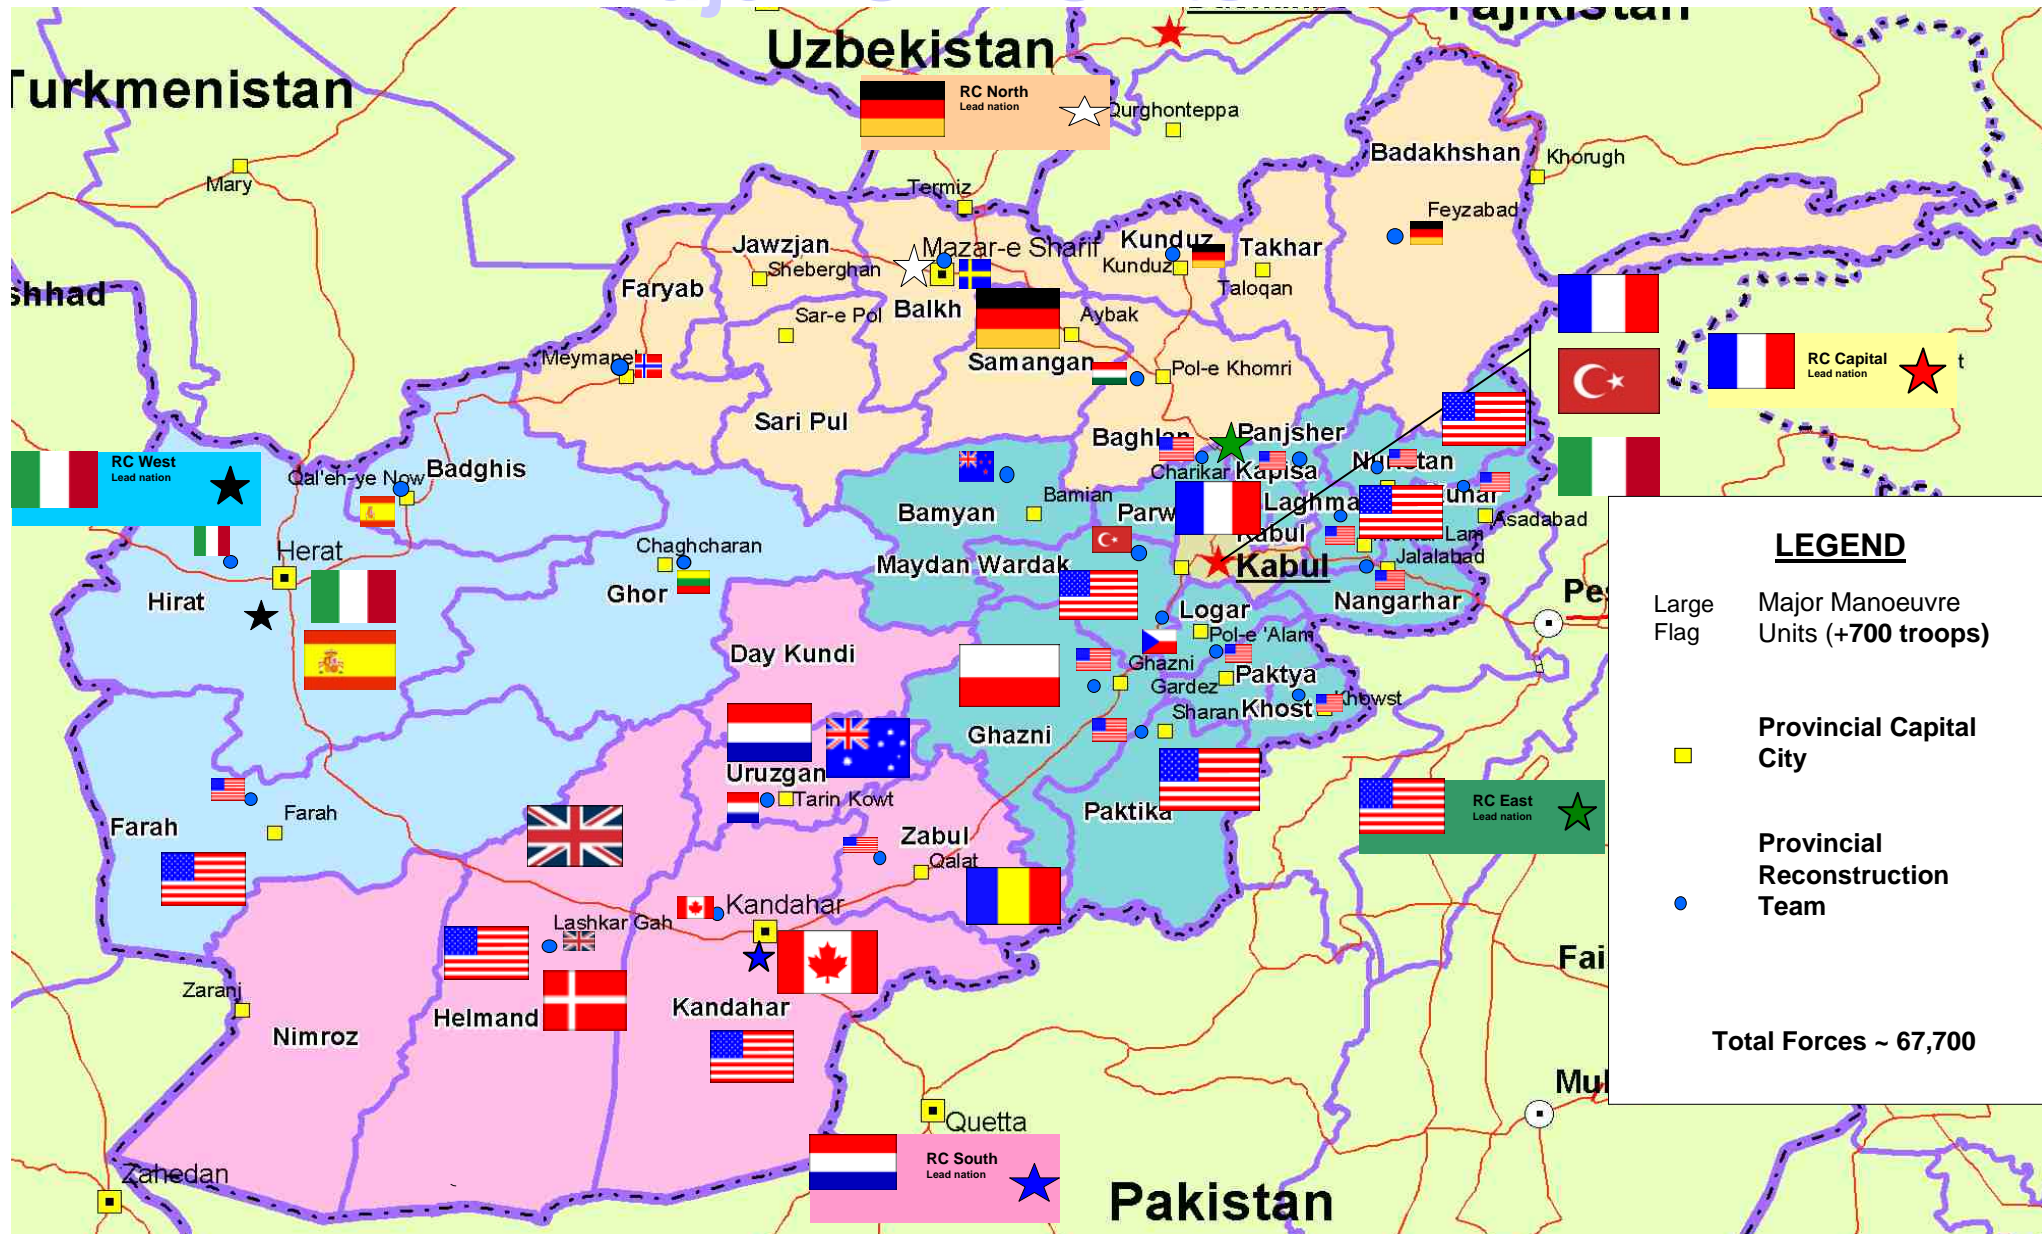 Uzbekistan
Turkmenistan
RC North
Lead nation
Qurghonteppa
Badakhshan
Khorugh
Mary
Termiz
Feyzabad
Jawzjan
Mazar-e Sharif
Kunduz
Takhar
Sheberghan
Kunduz
Taloqan
Faryab
Balkh
Sar-e Pol
Aybak
Samangan
Meymaneh
Pol-e Khomri
RC Capital
Lead nation
Sari Pul
Baghlan
Panjsher
Charikar
Kapisa
Nuristan
RC West
Lead nation
Badghis
Qal'eh-ye Now
Bamian
Bamyan
Laghma
Asadabad
Chaghcharan
Herat
Kabul
Maydan Wardak
Kabul
Jalalabad
Hirat
Ghor
Nangarhar
Logar
Pol-e 'Alam
Day Kundi
Ghazni
Gardez
Paktya
Sharan
Khost
Khowst
Ghazni
Uruzgan
Tarin Kowt
Paktika
RC East
Lead nation
Farah
Farah
Zabul
Qalat
Kandahar
Lashkar Gah
Zaranj
Helmand
Kandahar
Nimroz
Quetta
RC South
Lead nation
Zahedan
Pakistan
LEGEND
Large
Flag
Major Manoeuvre
Units (+700 troops)
Provincial Capital
City
Provincial
Reconstruction
Team
Total Forces ~ 67,700